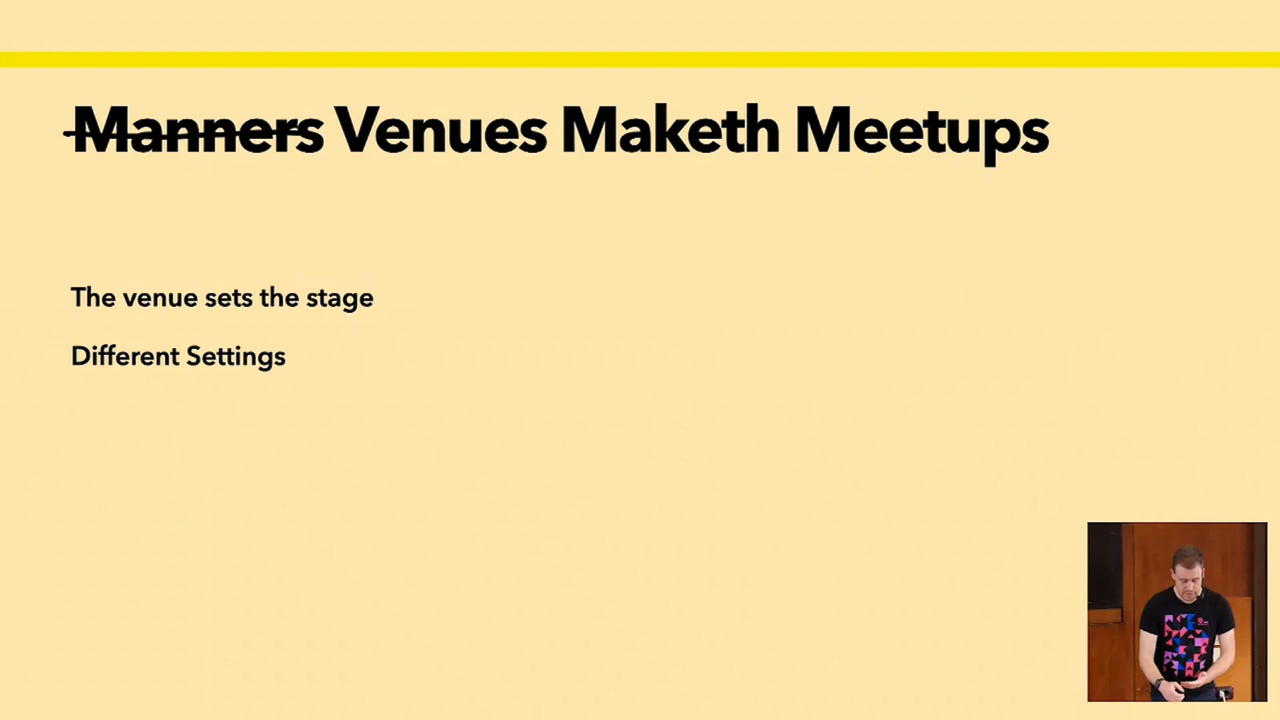 Manners Venues Maketh Meetups
The venue sets the stage
Different Settings